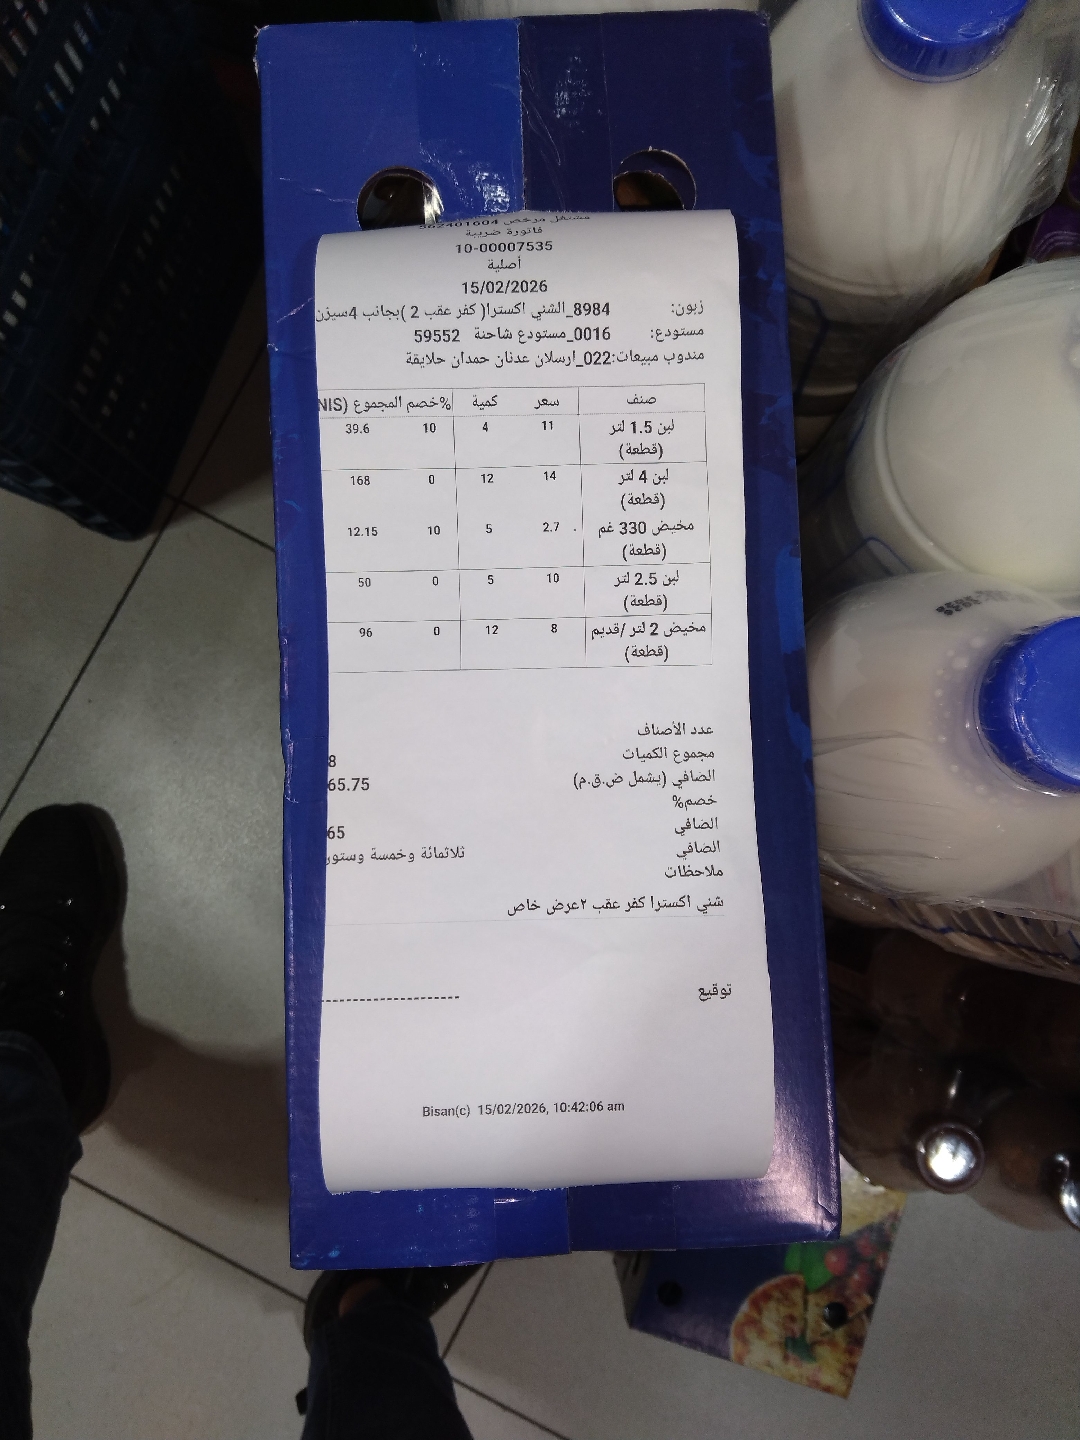 مشتغل مرخص 562401604
فاتورة ضريبة
10-00007535
أصلية
15/02/2026
زبون: 8984_الشني اكسترا( كفر عقب 2 )بجانب 4سيزن
مستودع: 0016_مستودع شاحنة 59552
مندوب مبيعات:022_ارسلان عدنان حمدان حلايقة
صنف سعر كمية خصم% المجموع (NIS
لبن 1.5 لتر (قطعة) 11 4 10 39.6
لبن 4 لتر (قطعة) 14 12 0 168
مخيض 330 غم (قطعة) 2.7 5 10 12.15
لبن 2.5 لتر (قطعة) 10 5 0 50
مخيض 2 لتر /قديم (قطعة) 8 12 0 96
عدد الأصناف
مجموع الكميات 8
الصافي (يشمل ض.ق.م) 65.75
خصم%
الصافي 65
الصافي ثلاثمائة وخمسة وستور
ملاحظات
شني اكسترا كفر عقب ٢عرض خاص
توقيع
Bisan(c) 15/02/2026, 10:42:06 am